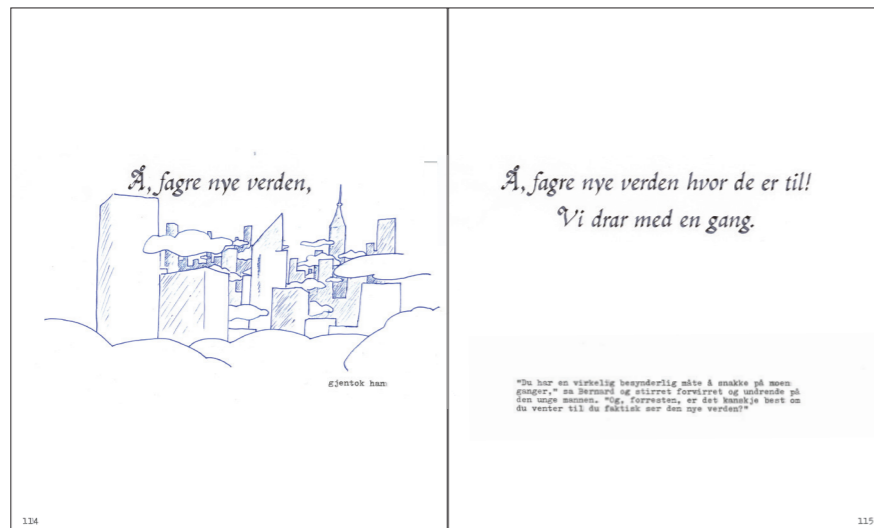 Å, fagre nye verden,
gjentok han
114
Å, fagre nye verden hvor de er til!
Vi drar med en gang.
"Du har en virkelig besynderlig måte å snakke på noen
ganger," sa Bernard og stirret forvirret og undrende på
den unge mannen. "Og, forresten, er det kanskje best om
du venter til du faktisk ser den nye verden?"
115